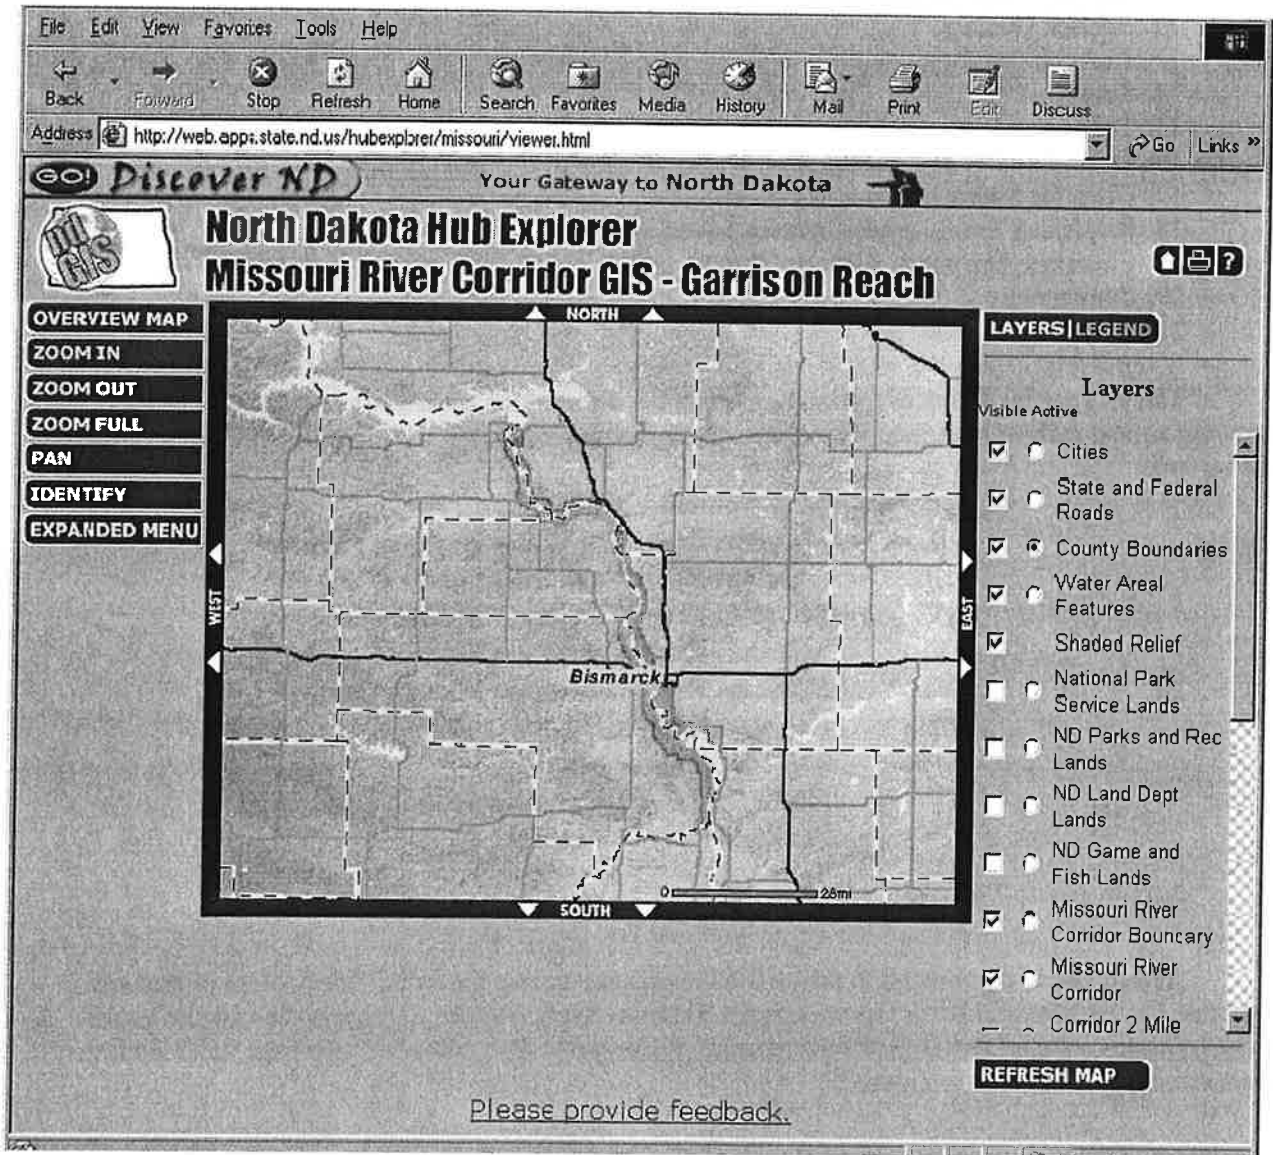 File Edit View Favorites Tools Help
Back Forward Stop Refresh Home Search Favorites Media History Mail Print Edit Discuss
Address http://web.apps.state.nd.us/hubexplorer/missouri/viewer.html Go Links »
GO! Discover ND Your Gateway to North Dakota
nd GIS
North Dakota Hub Explorer
Missouri River Corridor GIS - Garrison Reach
?
OVERVIEW MAP
ZOOM IN
ZOOM OUT
ZOOM FULL
PAN
IDENTIFY
EXPANDED MENU
NORTH
WEST
EAST
Bismarck
0 28mi
SOUTH
LAYERS|LEGEND
Layers
Visible Active
Cities
State and Federal
Roads
County Boundaries
Water Areal
Features
Shaded Relief
National Park
Service Lands
ND Parks and Rec
Lands
ND Land Dept
Lands
ND Game and
Fish Lands
Missouri River
Corridor Boundary
Missouri River
Corridor
Corridor 2 Mile
REFRESH MAP
Please provide feedback.